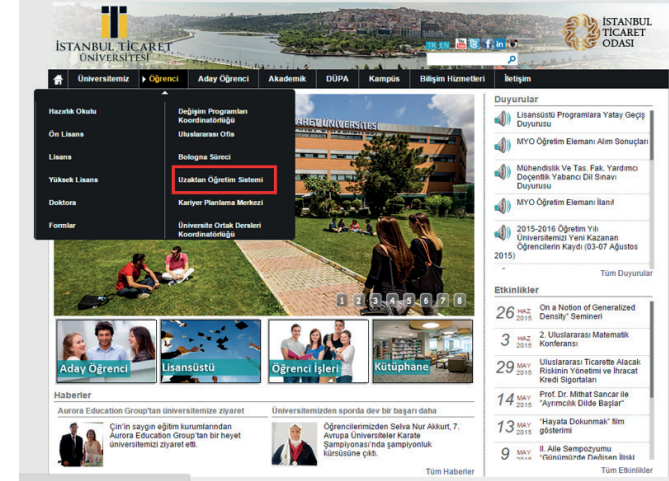 İSTANBUL TİCARET
ÜNİVERSİTESİ
TR EN
İSTANBUL
TİCARET
ODASI
Üniversitemiz
Öğrenci
Aday Öğrenci
Akademik
DÜPA
Kampüs
Bilişim Hizmetleri
İletişim
Hazırlık Okulu
Ön Lisans
Lisans
Yüksek Lisans
Doktora
Formlar
Değişim Programları
Koordinatörlüğü
Uluslararası Ofis
Bologna Süreci
Uzaktan Öğretim Sistemi
Kariyer Planlama Merkezi
Üniversite Ortak Dersleri
Koordinatörlüğü
1 2 3 4 5 6 7 8
Aday Öğrenci
Lisansüstü
Öğrenci İşleri
Kütüphane
Haberler
Aurora Education Group'tan üniversitemize ziyaret
Çin'in saygın eğitim kurumlarından
Aurora Education Group'tan bir heyet
üniversitemizi ziyaret etti.
Üniversitemizden sporda dev bir başarı daha
Öğrencilerimizden Selva Nur Akkurt, 7.
Avrupa Üniversiteler Karate
Şampiyonası'nda şampiyonluk
kürsüsüne çıktı.
Tüm Haberler
Duyurular
Lisansüstü Programlara Yatay Geçiş
Duyurusu
MYO Öğretim Elemanı Alım Sonuçları
Mühendislik Ve Tas. Fak. Yardımcı
Doçentlik Yabancı Dil Sınavı
Duyurusu
MYO Öğretim Elemanı İlanı!
2015-2016 Öğretim Yılı
Üniversitemizi Yeni Kazanan
Öğrencilerin Kaydı (03-07 Ağustos
2015)
Tüm Duyurular
Etkinlikler
26 HAZ 2015 On a Notion of Generalized
Density" Semineri
3 HAZ 2015 2. Uluslararası Matematik
Konferansı
29 MAY 2015 Uluslararası Ticarette Alacak
Riskinin Yönetimi ve İhracat
Kredi Sigortaları
14 MAY 2015 Prof. Dr. Mithat Sancar ile
"Ayrımcılık Dilde Başlar"
13 MAY 2015 "Hayata Dokunmak" film
gösterimi
9 MAY II. Aile Sempozyumu
"Günümüzde Değişen İlişki
Tüm Etkinlikler